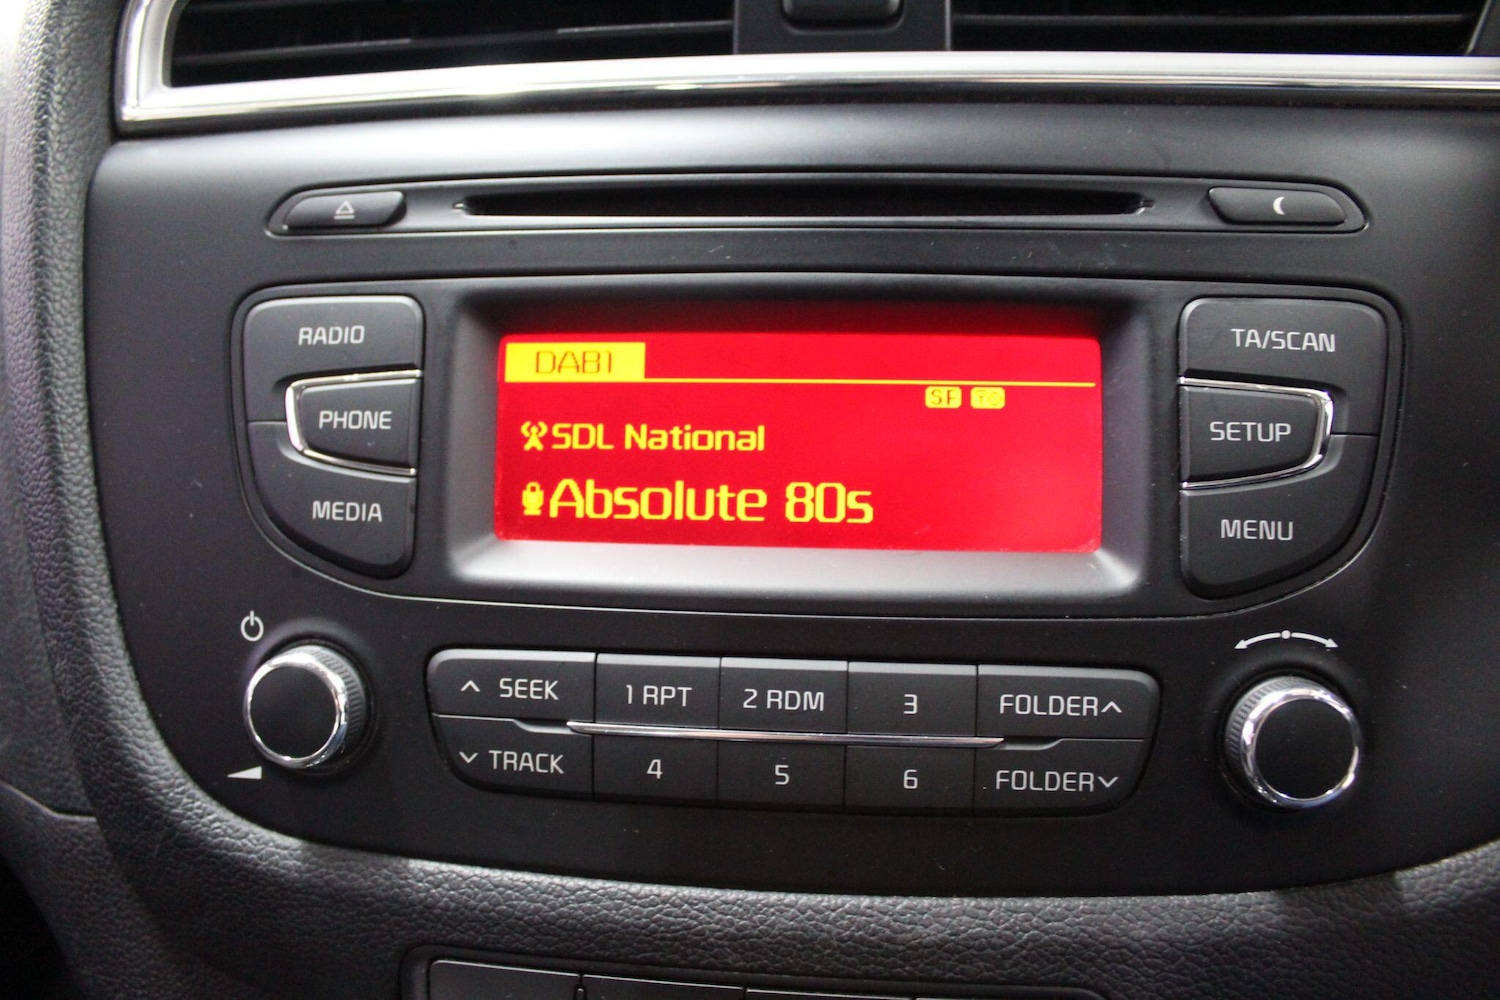 RADIO
PHONE
MEDIA
DAB1
SF
SDL National
Absolute 80s
TA/SCAN
SETUP
MENU
SEEK
TRACK
1 RPT
2 RDM
3
FOLDER
4
5
6
FOLDER